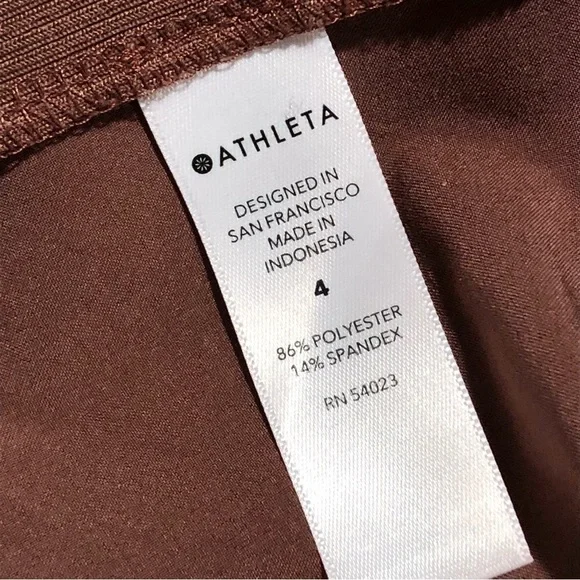 ATHLETA
DESIGNED IN
SAN FRANCISCO
MADE IN
INDONESIA
4
86% POLYESTER
14% SPANDEX
RN 54023